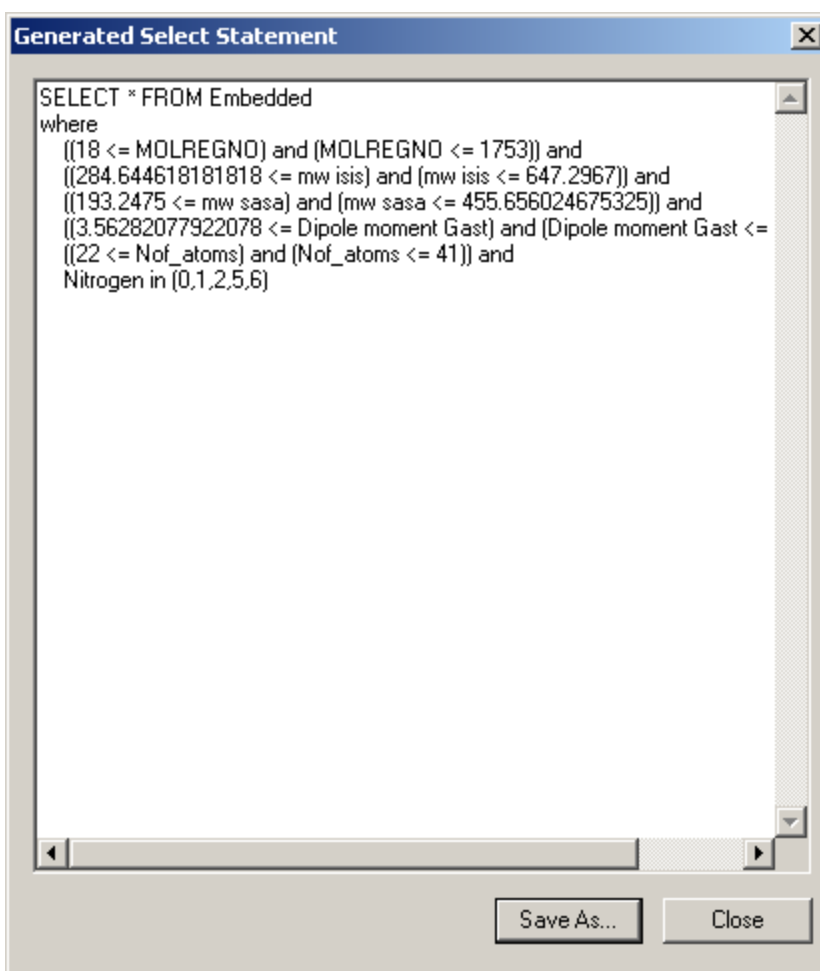 Generated Select Statement
SELECT * FROM Embedded
where
((18 <= MOLREGNO) and (MOLREGNO <= 1753)) and
((284.644618181818 <= mw isis) and (mw isis <= 647.2967)) and
((193.2475 <= mw sasa) and (mw sasa <= 455.656024675325)) and
((3.56282077922078 <= Dipole moment Gast) and (Dipole moment Gast <=
((22 <= Nof_atoms) and (Nof_atoms <= 41)) and
Nitrogen in (0,1,2,5,6)
Save As... Close